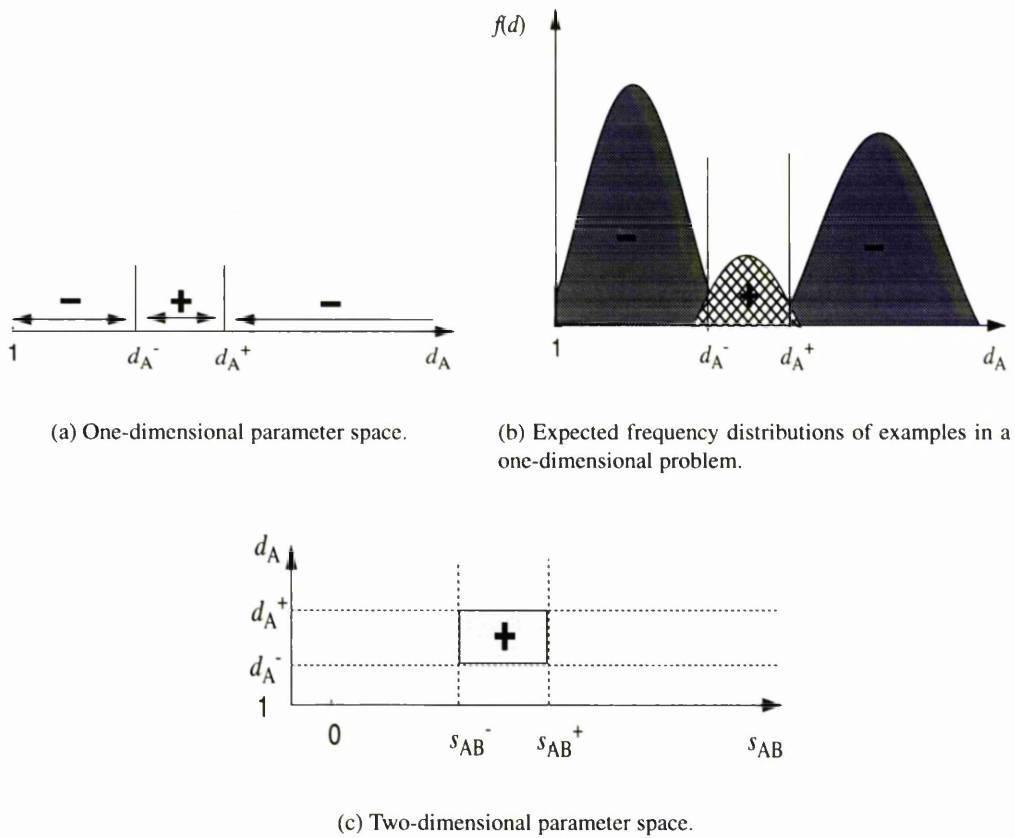 f(d)
− + −
1 d_A^- d_A^+ d_A
− + −
1 d_A^- d_A^+ d_A
(a) One-dimensional parameter space.
(b) Expected frequency distributions of examples in a
one-dimensional problem.
d_A
d_A^+
+
d_A^-
1
0 s_AB^- s_AB^+ s_AB
(c) Two-dimensional parameter space.